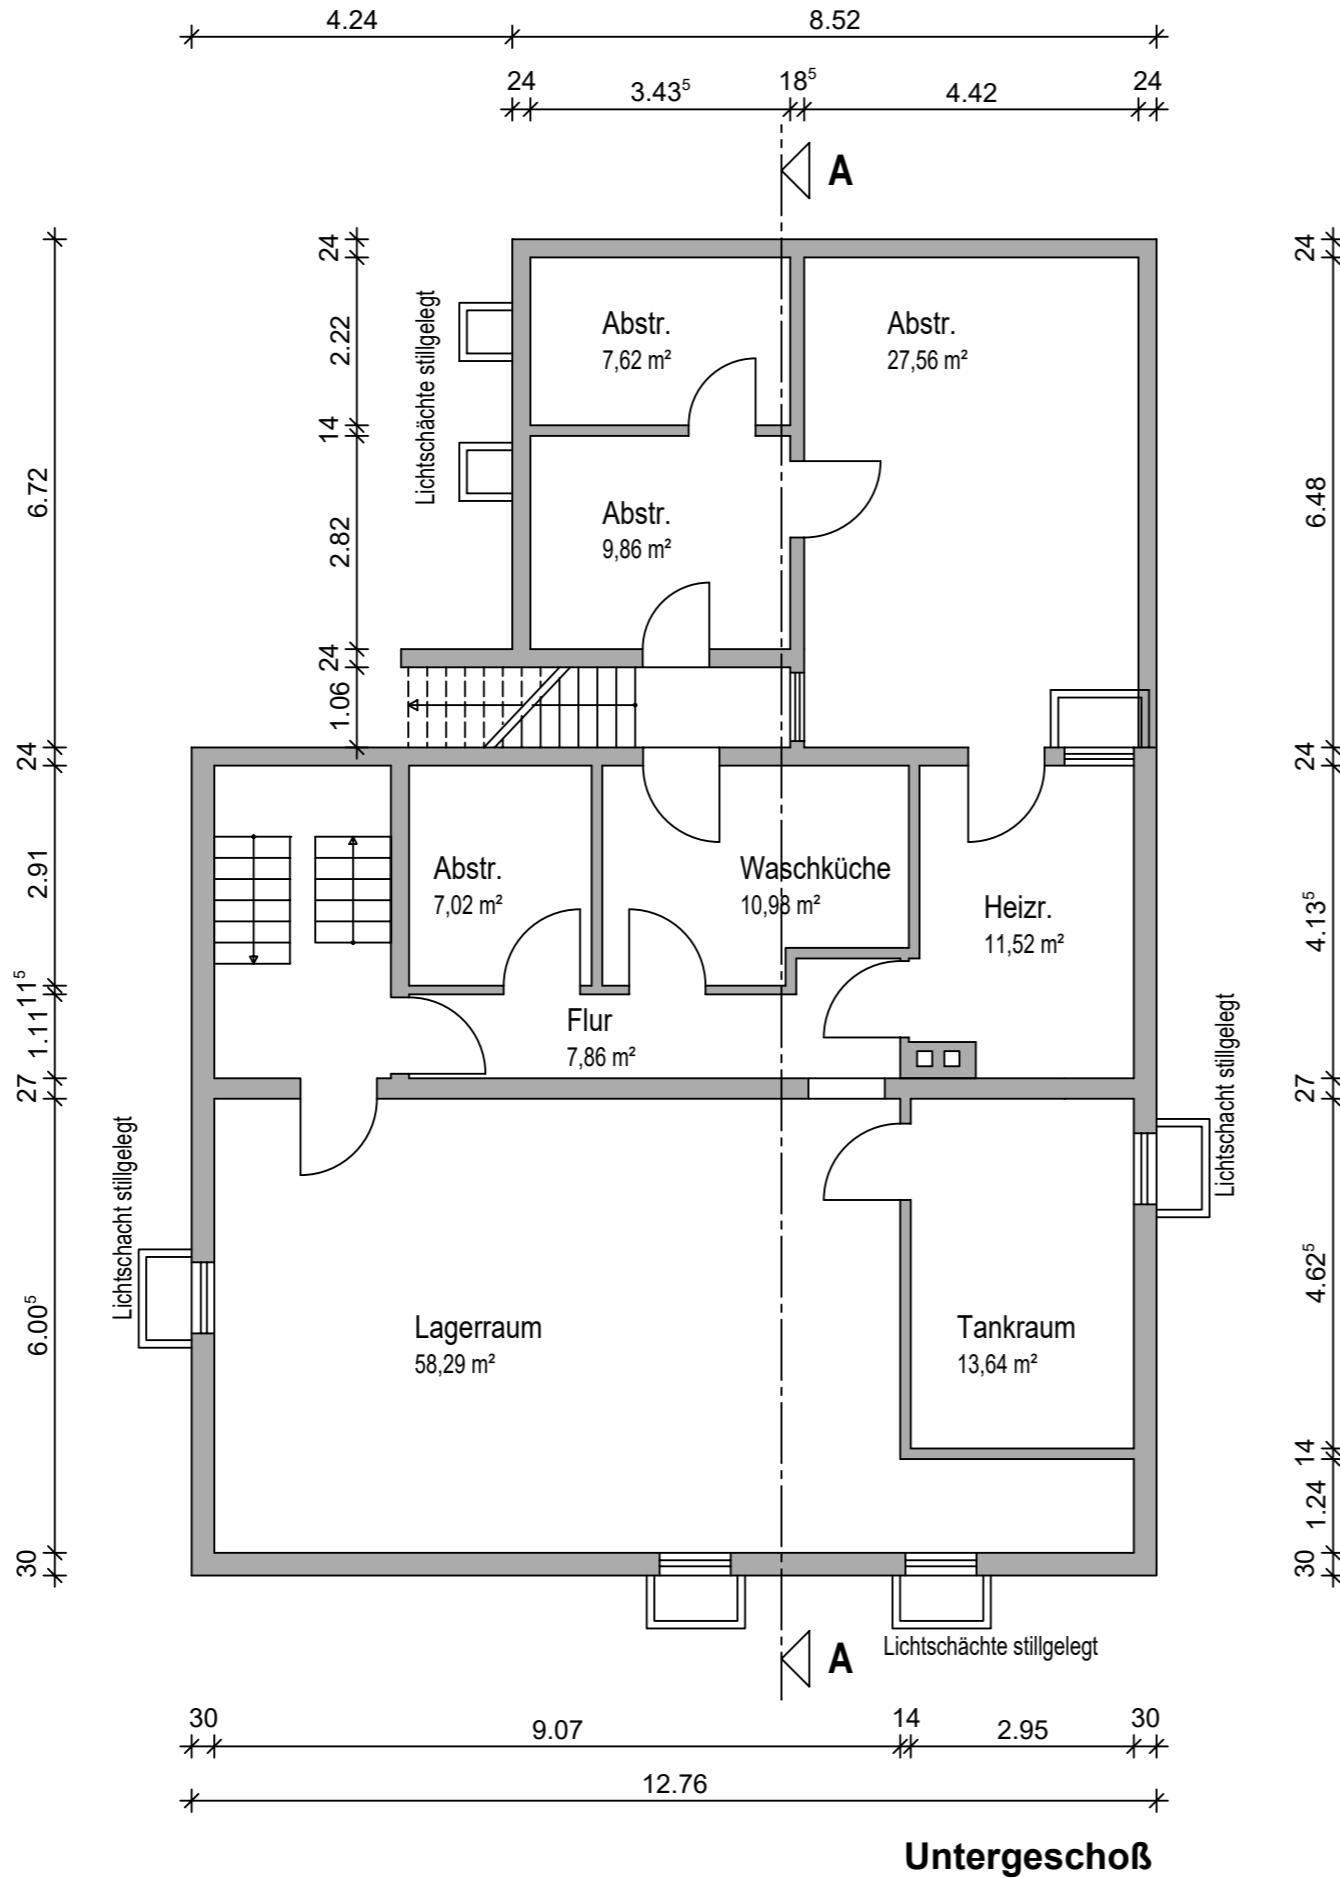 4.24 8.52
24 3.43⁵ 18⁵ 4.42 24
A
24
2.22
14
2.82
24
1.06
6.72
24
2.91
11⁵
1.11
27
6.00⁵
30
24
6.48
24
4.13⁵
27
4.62⁵
14
1.24
30
Lichtschächte stillgelegt
Abstr.
7,62 m²
Abstr.
27,56 m²
Abstr.
9,86 m²
Abstr.
7,02 m²
Waschküche
10,98 m²
Heizr.
11,52 m²
Flur
7,86 m²
Lichtschacht stillgelegt
Lichtschacht stillgelegt
Lagerraum
58,29 m²
Tankraum
13,64 m²
A
Lichtschächte stillgelegt
30 9.07 14 2.95 30
12.76
Untergeschoß